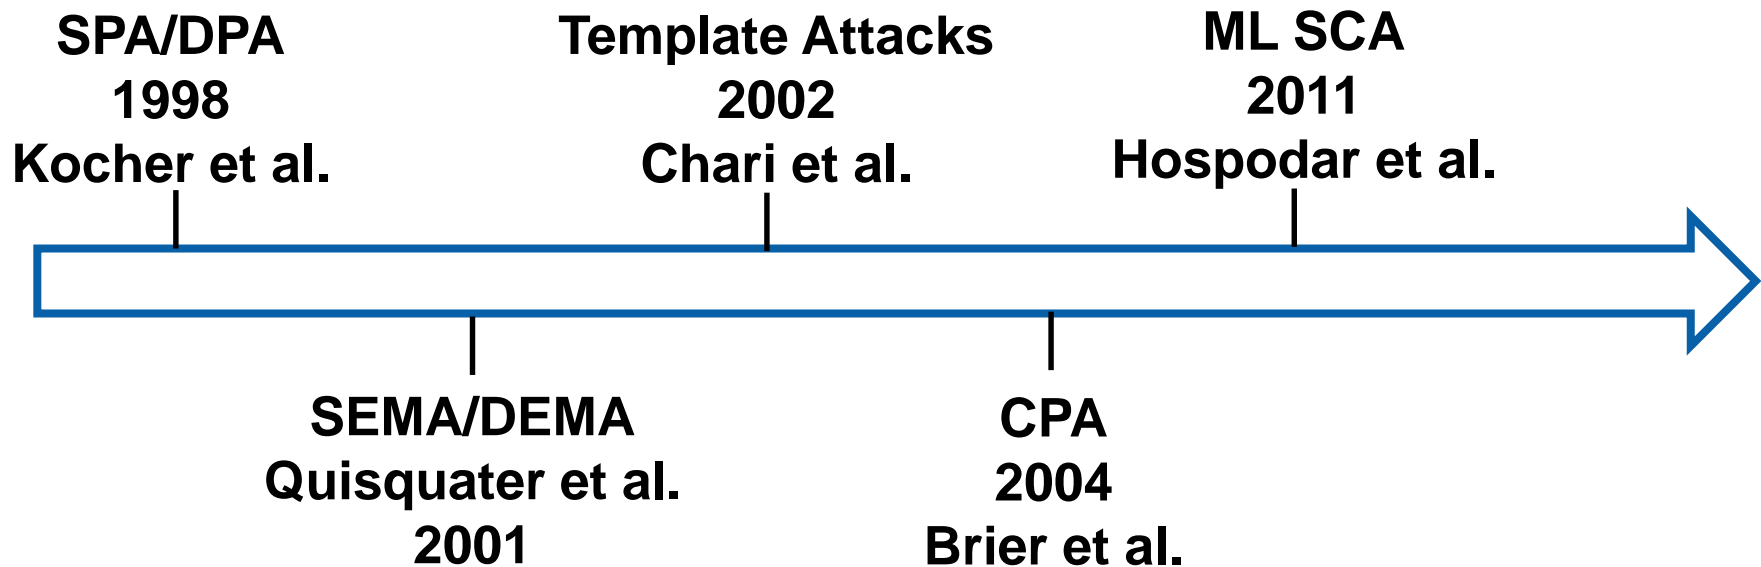 SPA/DPA
1998
Kocher et al.
SEMA/DEMA
Quisquater et al.
2001
Template Attacks
2002
Chari et al.
CPA
2004
Brier et al.
ML SCA
2011
Hospodar et al.